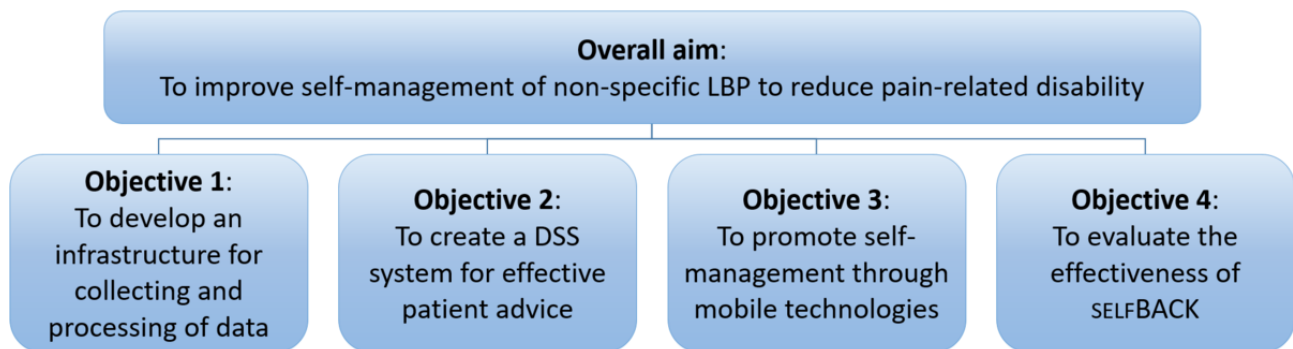 Overall aim:
To improve self-management of non-specific LBP to reduce pain-related disability
Objective 1:
To develop an
infrastructure for
collecting and
processing of data
Objective 2:
To create a DSS
system for effective
patient advice
Objective 3:
To promote self-
management through
mobile technologies
Objective 4:
To evaluate the
effectiveness of
SELFBACK